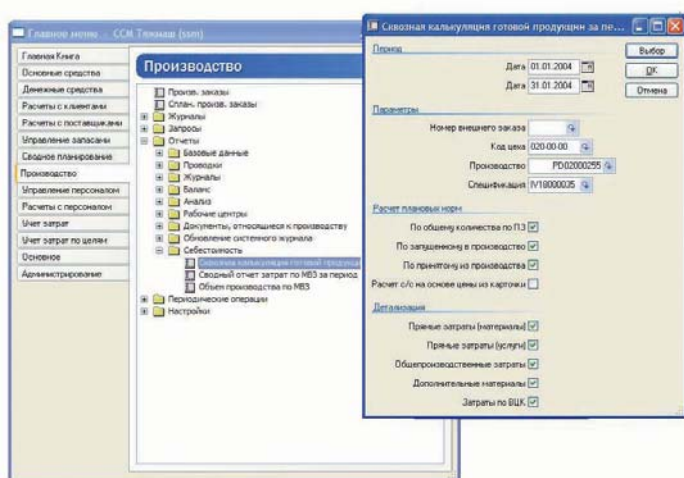 Главное меню - ССМ Тяжмаш (ssm)
Главная Книга
Основные средства
Денежные средства
Расчеты с клиентами
Расчеты с поставщиками
Управление запасами
Сводное планирование
Производство
Управление персоналом
Расчеты с персоналом
Учет затрат
Учет затрат по целям
Основное
Администрирование
Производство
Произв. заказы
Сплан. произв. заказы
Журналы
Запросы
Отчеты
Базовые данные
Проводки
Журналы
Баланс
Анализ
Рабочие центры
Документы, относящиеся к производству
Обновление системного журнала
Себестоимость
Сквозная калькуляция готовой продукци
Сводный отчет затрат по МВЗ за период
Объем производства по МВЗ
Периодические операции
Настройки
Сквозная калькуляция готовой продукции за пе...
Период
Дата 01.01.2004
Дата 31.01.2004
Выбор
OK
Отмена
Параметры
Номер внешнего заказа
Код цеха 020-00-00
Производство PD02000255
Спецификация IV18000035
Расчет плановых норм
По общему количества по ПЗ
По запущенному в производство
По принятому из производства
Расчет с/с на основе цены из карточки
Детализация
Прямые затраты (материалы)
Прямые затраты (услуги)
Общепроизводственные затраты
Дополнительные материалы
Затраты по ВЦК